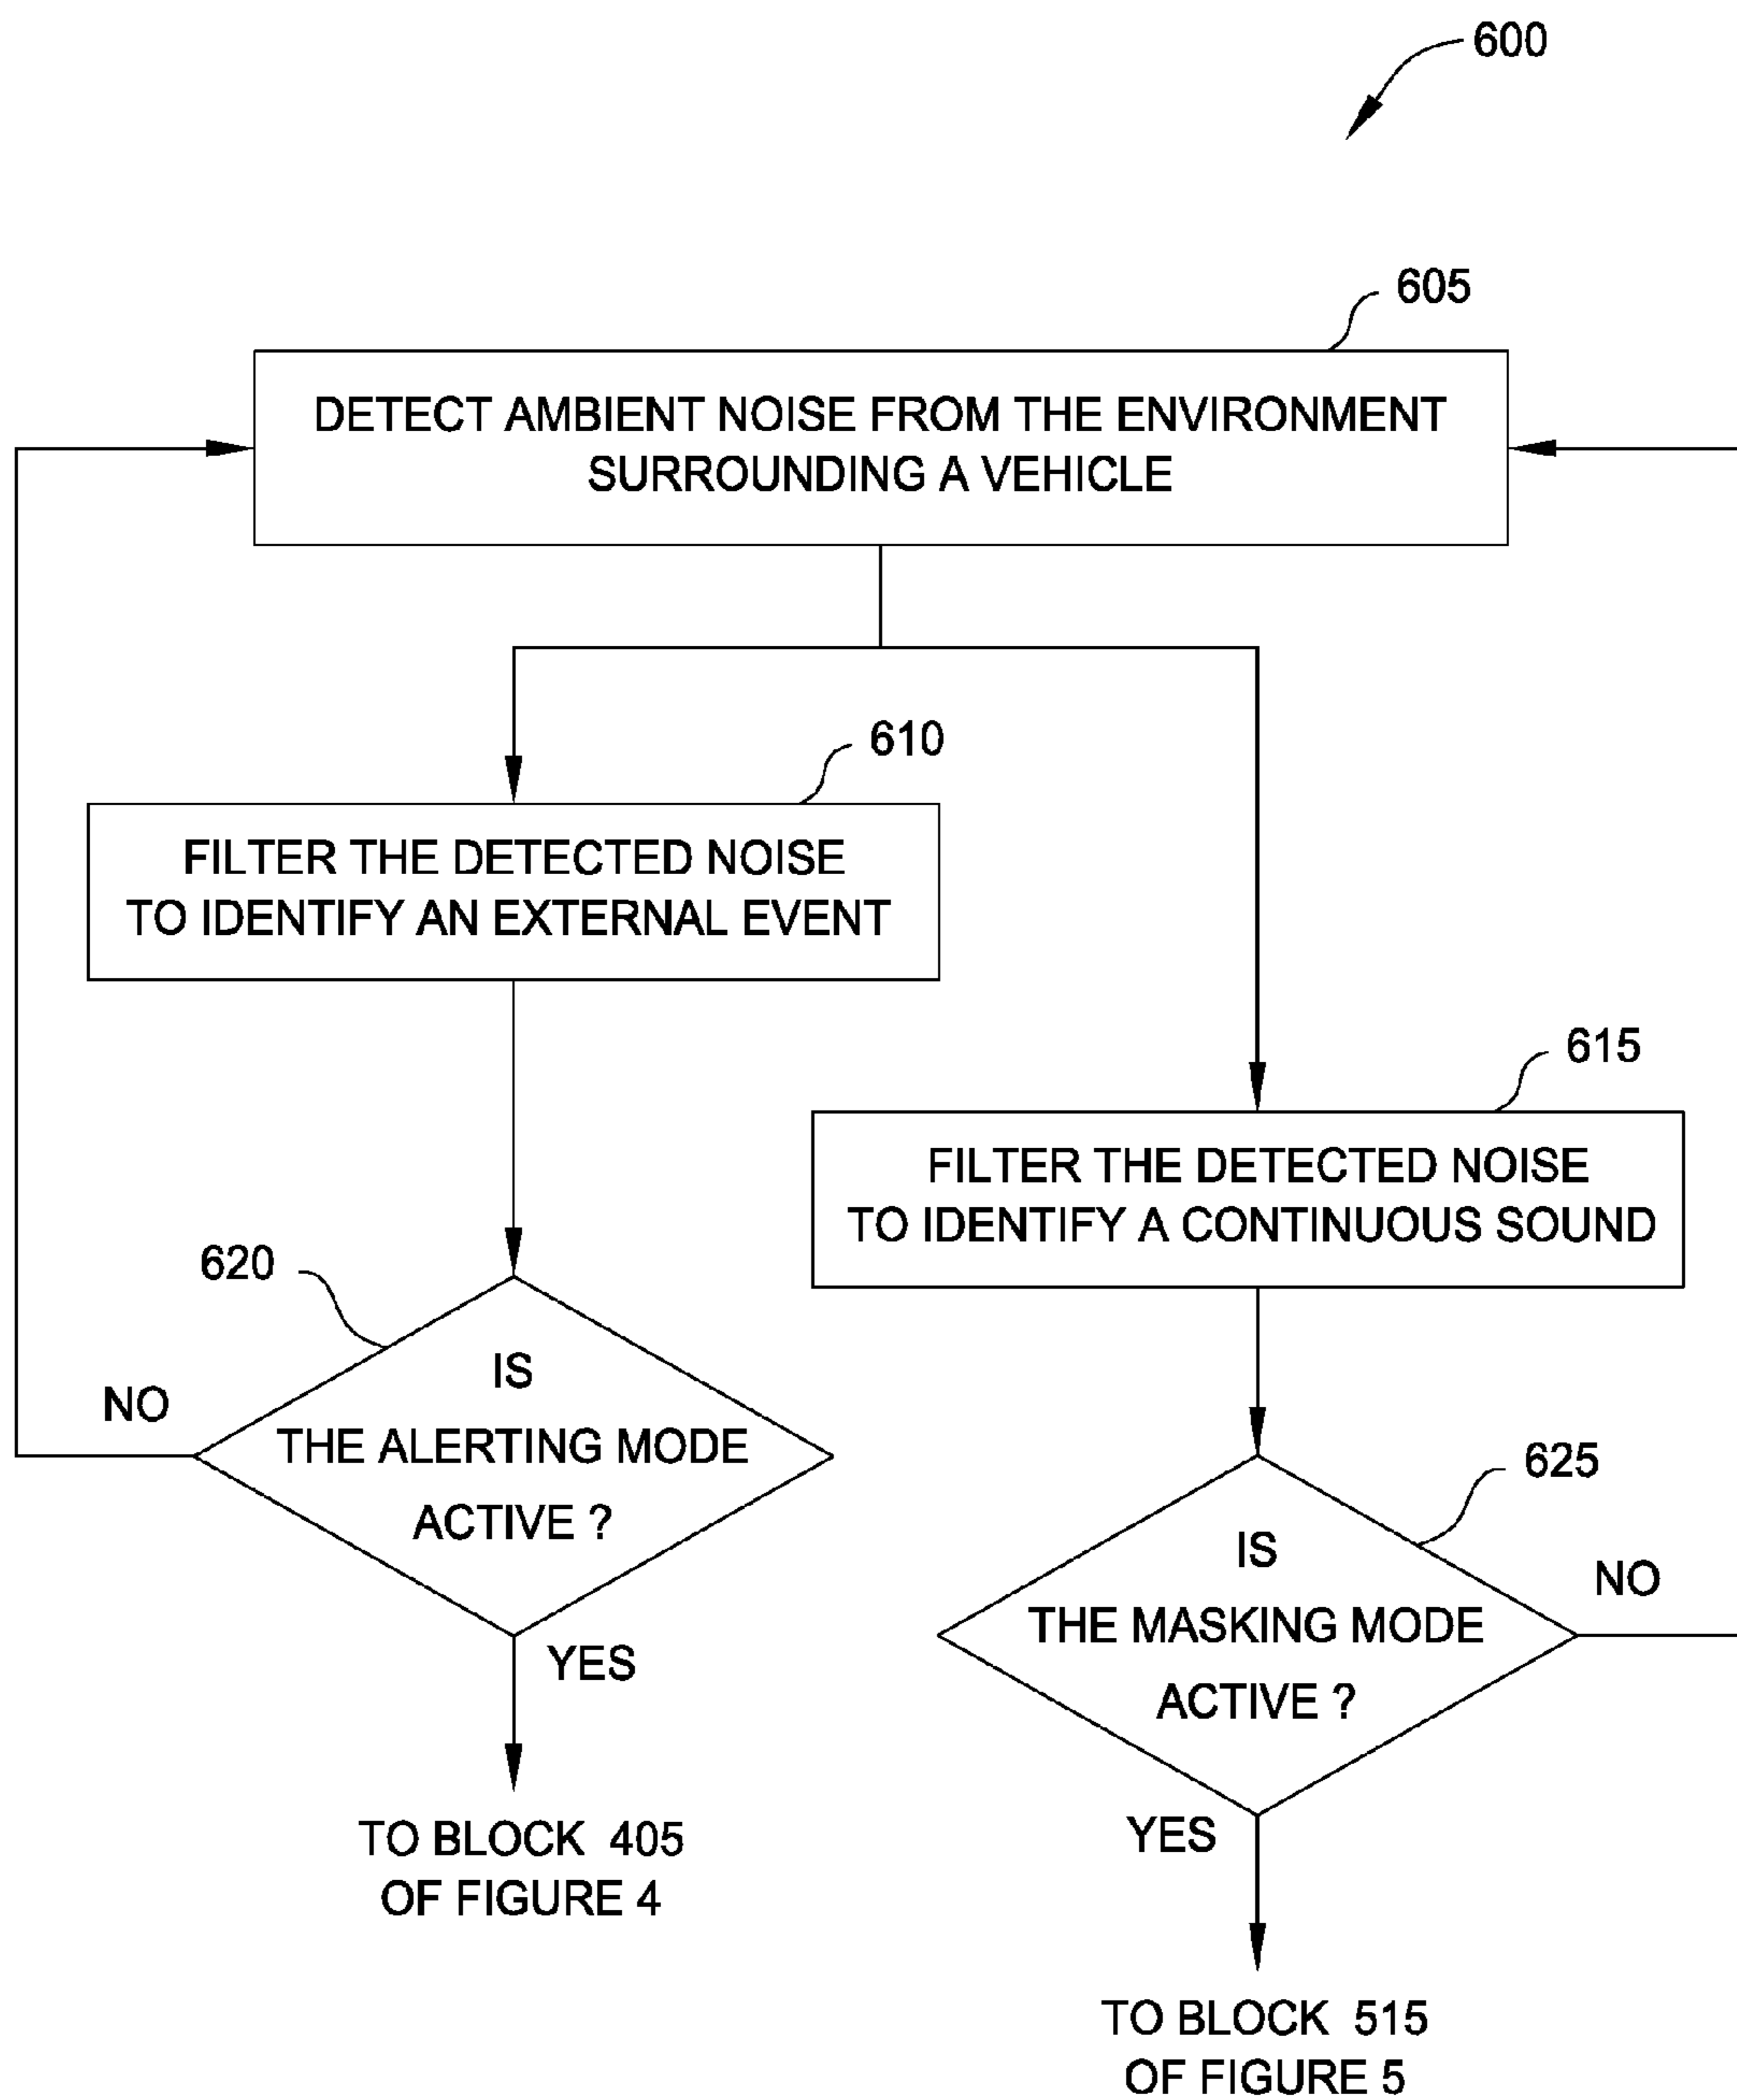 600
605
DETECT AMBIENT NOISE FROM THE ENVIRONMENT
SURROUNDING A VEHICLE
610
FILTER THE DETECTED NOISE
TO IDENTIFY AN EXTERNAL EVENT
615
FILTER THE DETECTED NOISE
TO IDENTIFY A CONTINUOUS SOUND
620
IS
THE ALERTING MODE
ACTIVE ?
NO
YES
TO BLOCK 405
OF FIGURE 4
625
IS
THE MASKING MODE
ACTIVE ?
NO
YES
TO BLOCK 515
OF FIGURE 5